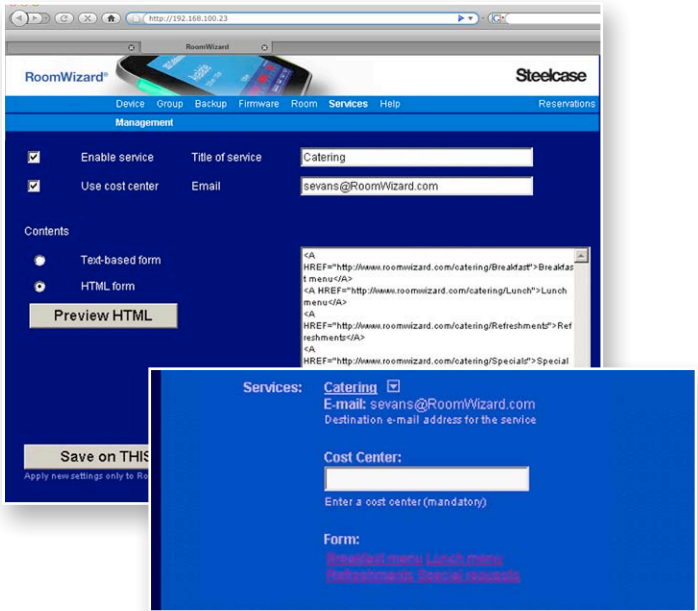 http://192.168.100.23
RoomWizard
RoomWizard®
Steelcase
Device Group Backup Firmware Room Services Help Reservations
Management
Enable service Title of service Catering
Use cost center Email sevans@RoomWizard.com
Contents
Text-based form
HTML form
Preview HTML
<A
HREF="http://www.roomwizard.com/catering/Breakfast">Breakfas
t menu</A>
<A HREF="http://www.roomwizard.com/catering/Lunch">Lunch
menu</A>
<A
HREF="http://www.roomwizard.com/catering/Refreshments">Ref
reshments</A>
<A
HREF="http://www.roomwizard.com/catering/Specials">Special
Save on THIS
Apply new settings only to Ro
Services: Catering
E-mail: sevans@RoomWizard.com
Destination e-mail address for the service
Cost Center:
Enter a cost center (mandatory)
Form:
Breakfast menu Lunch menu
Refreshments Special requests